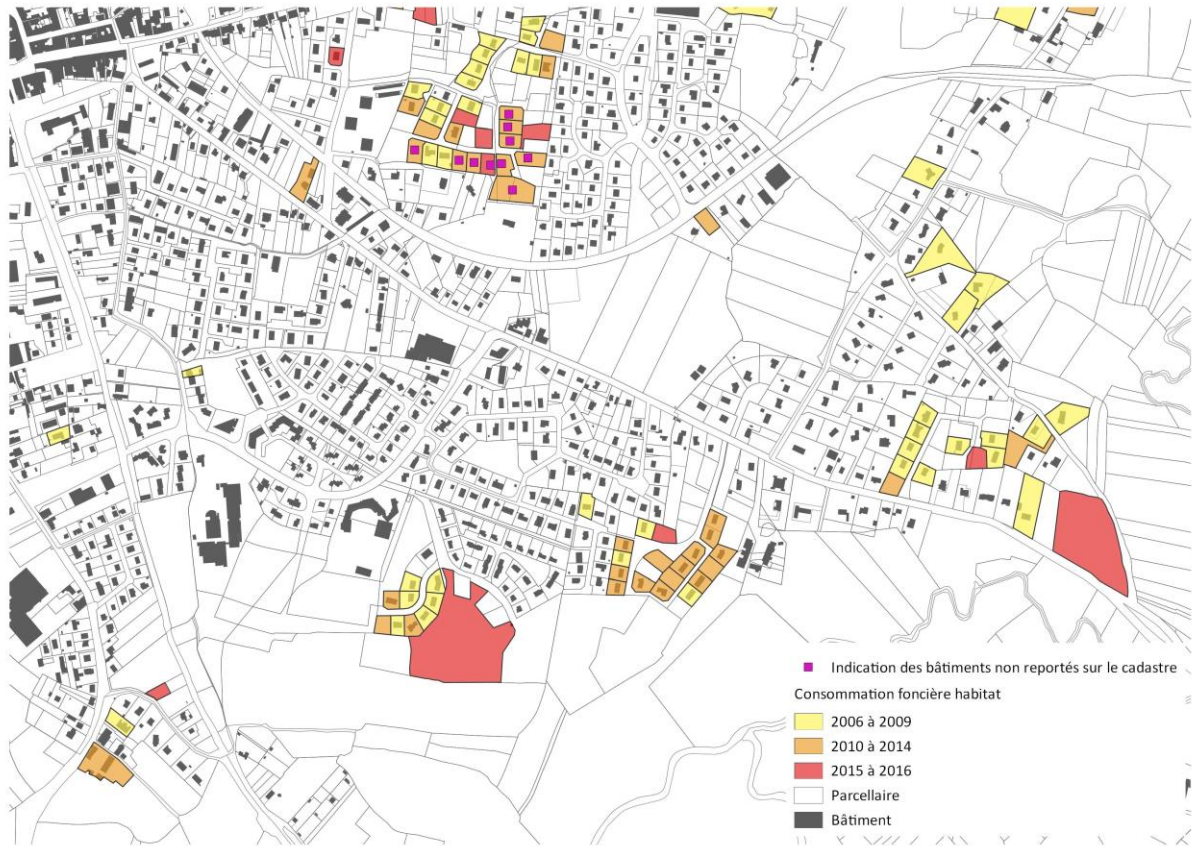 Indication des bâtiments non reportés sur le cadastre
Consommation foncière habitat
2006 à 2009
2010 à 2014
2015 à 2016
Parcellaire
Bâtiment